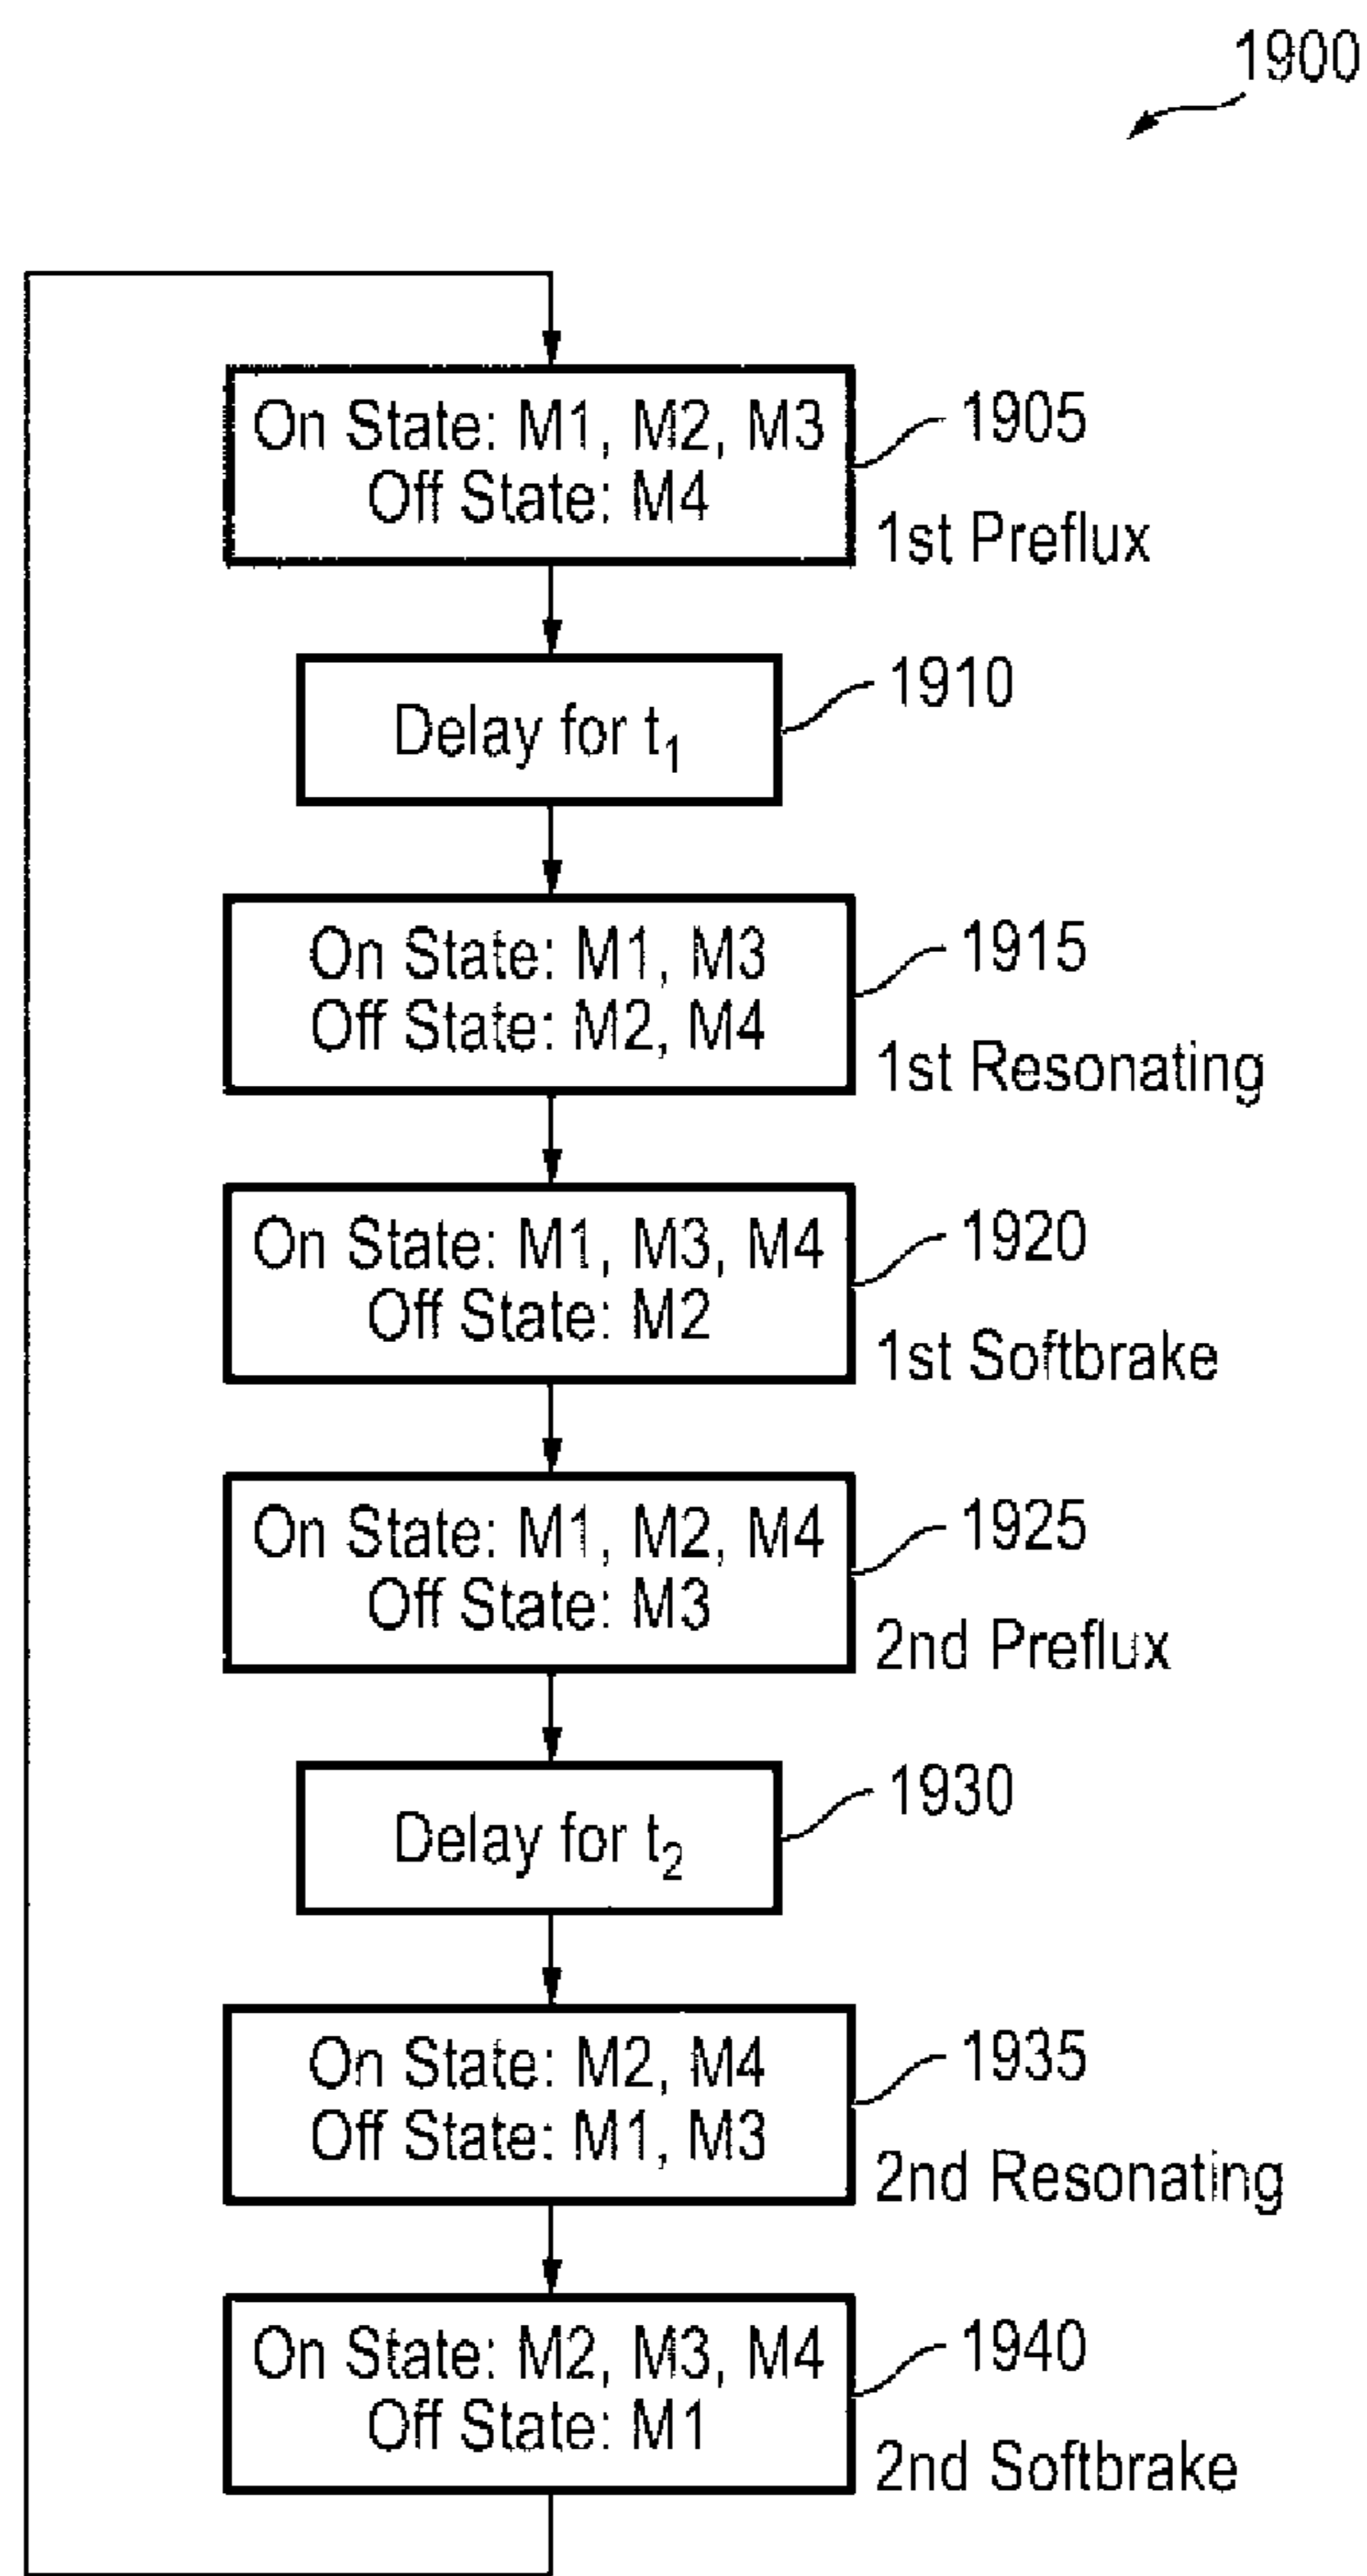 1900
On State: M1, M2, M3
Off State: M4
1905
1st Preflux
Delay for t₁
1910
On State: M1, M3
Off State: M2, M4
1915
1st Resonating
On State: M1, M3, M4
Off State: M2
1920
1st Softbrake
On State: M1, M2, M4
Off State: M3
1925
2nd Preflux
Delay for t₂
1930
On State: M2, M4
Off State: M1, M3
1935
2nd Resonating
On State: M2, M3, M4
Off State: M1
1940
2nd Softbrake